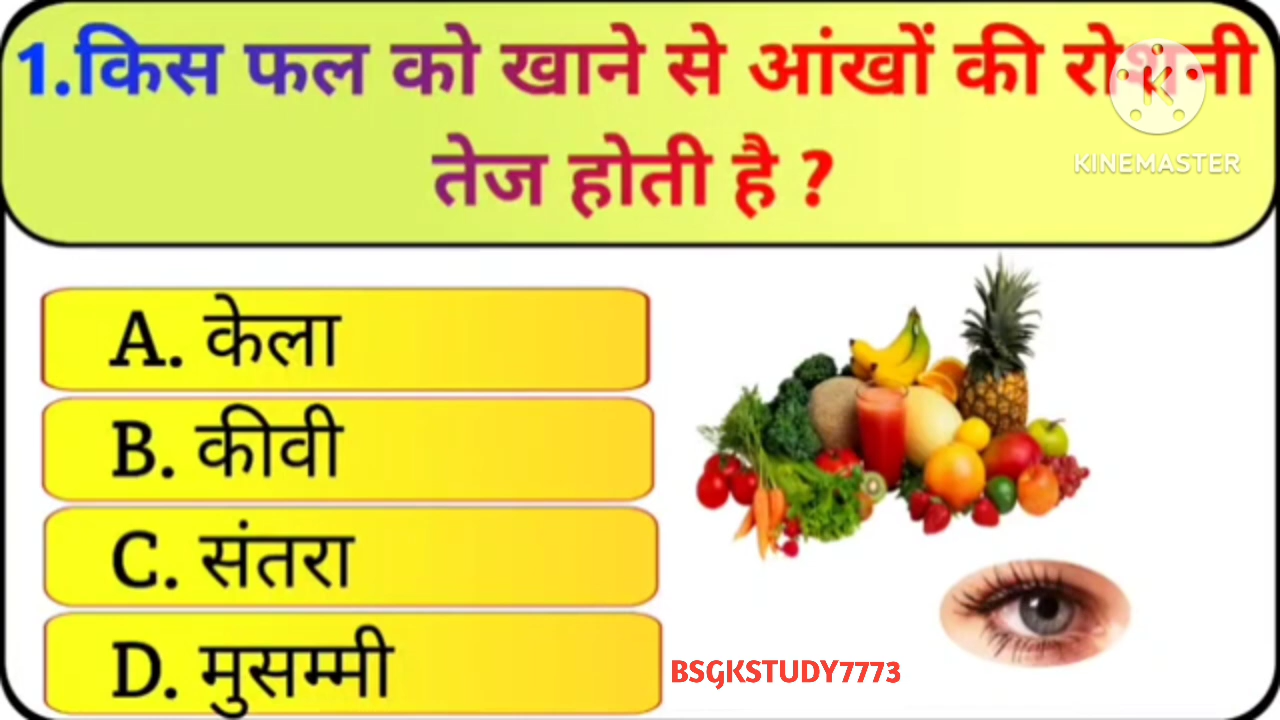 1.किस फल को खाने से आंखों की रोशनी
तेज होती है ?
KINEMASTER
A. केला
B. कीवी
C. संतरा
D. मुसम्मी
BSGKSTUDY7773